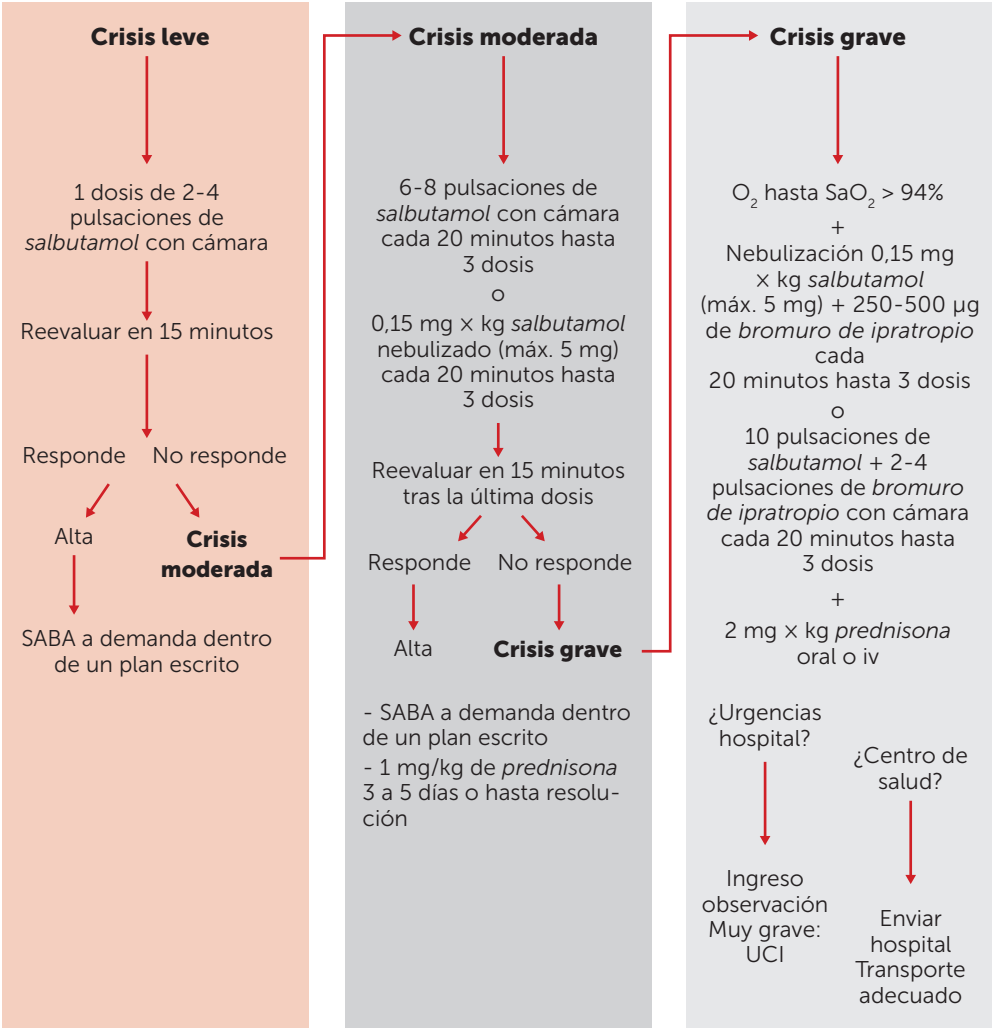 Crisis leve
1 dosis de 2-4
pulsaciones de
salbutamol con cámara
Reevaluar en 15 minutos
Responde
No responde
Alta
Crisis
moderada
SABA a demanda dentro
de un plan escrito
Crisis moderada
6-8 pulsaciones de
salbutamol con cámara
cada 20 minutos hasta
3 dosis
o
0,15 mg × kg salbutamol
nebulizado (máx. 5 mg)
cada 20 minutos hasta
3 dosis
Reevaluar en 15 minutos
tras la última dosis
Responde
No responde
Alta
Crisis grave
- SABA a demanda dentro
de un plan escrito
- 1 mg/kg de prednisona
3 a 5 días o hasta resolu-
ción
Crisis grave
O₂ hasta SaO₂ > 94%
+
Nebulización 0,15 mg
× kg salbutamol
(máx. 5 mg) + 250-500 µg
de bromuro de ipratropio
cada
20 minutos hasta 3 dosis
o
10 pulsaciones de
salbutamol + 2-4
pulsaciones de bromuro
de ipratropio con cámara
cada 20 minutos hasta
3 dosis
+
2 mg × kg prednisona
oral o iv
¿Urgencias
hospital?
Ingreso
observación
Muy grave:
UCI
¿Centro de
salud?
Enviar
hospital
Transporte
adecuado